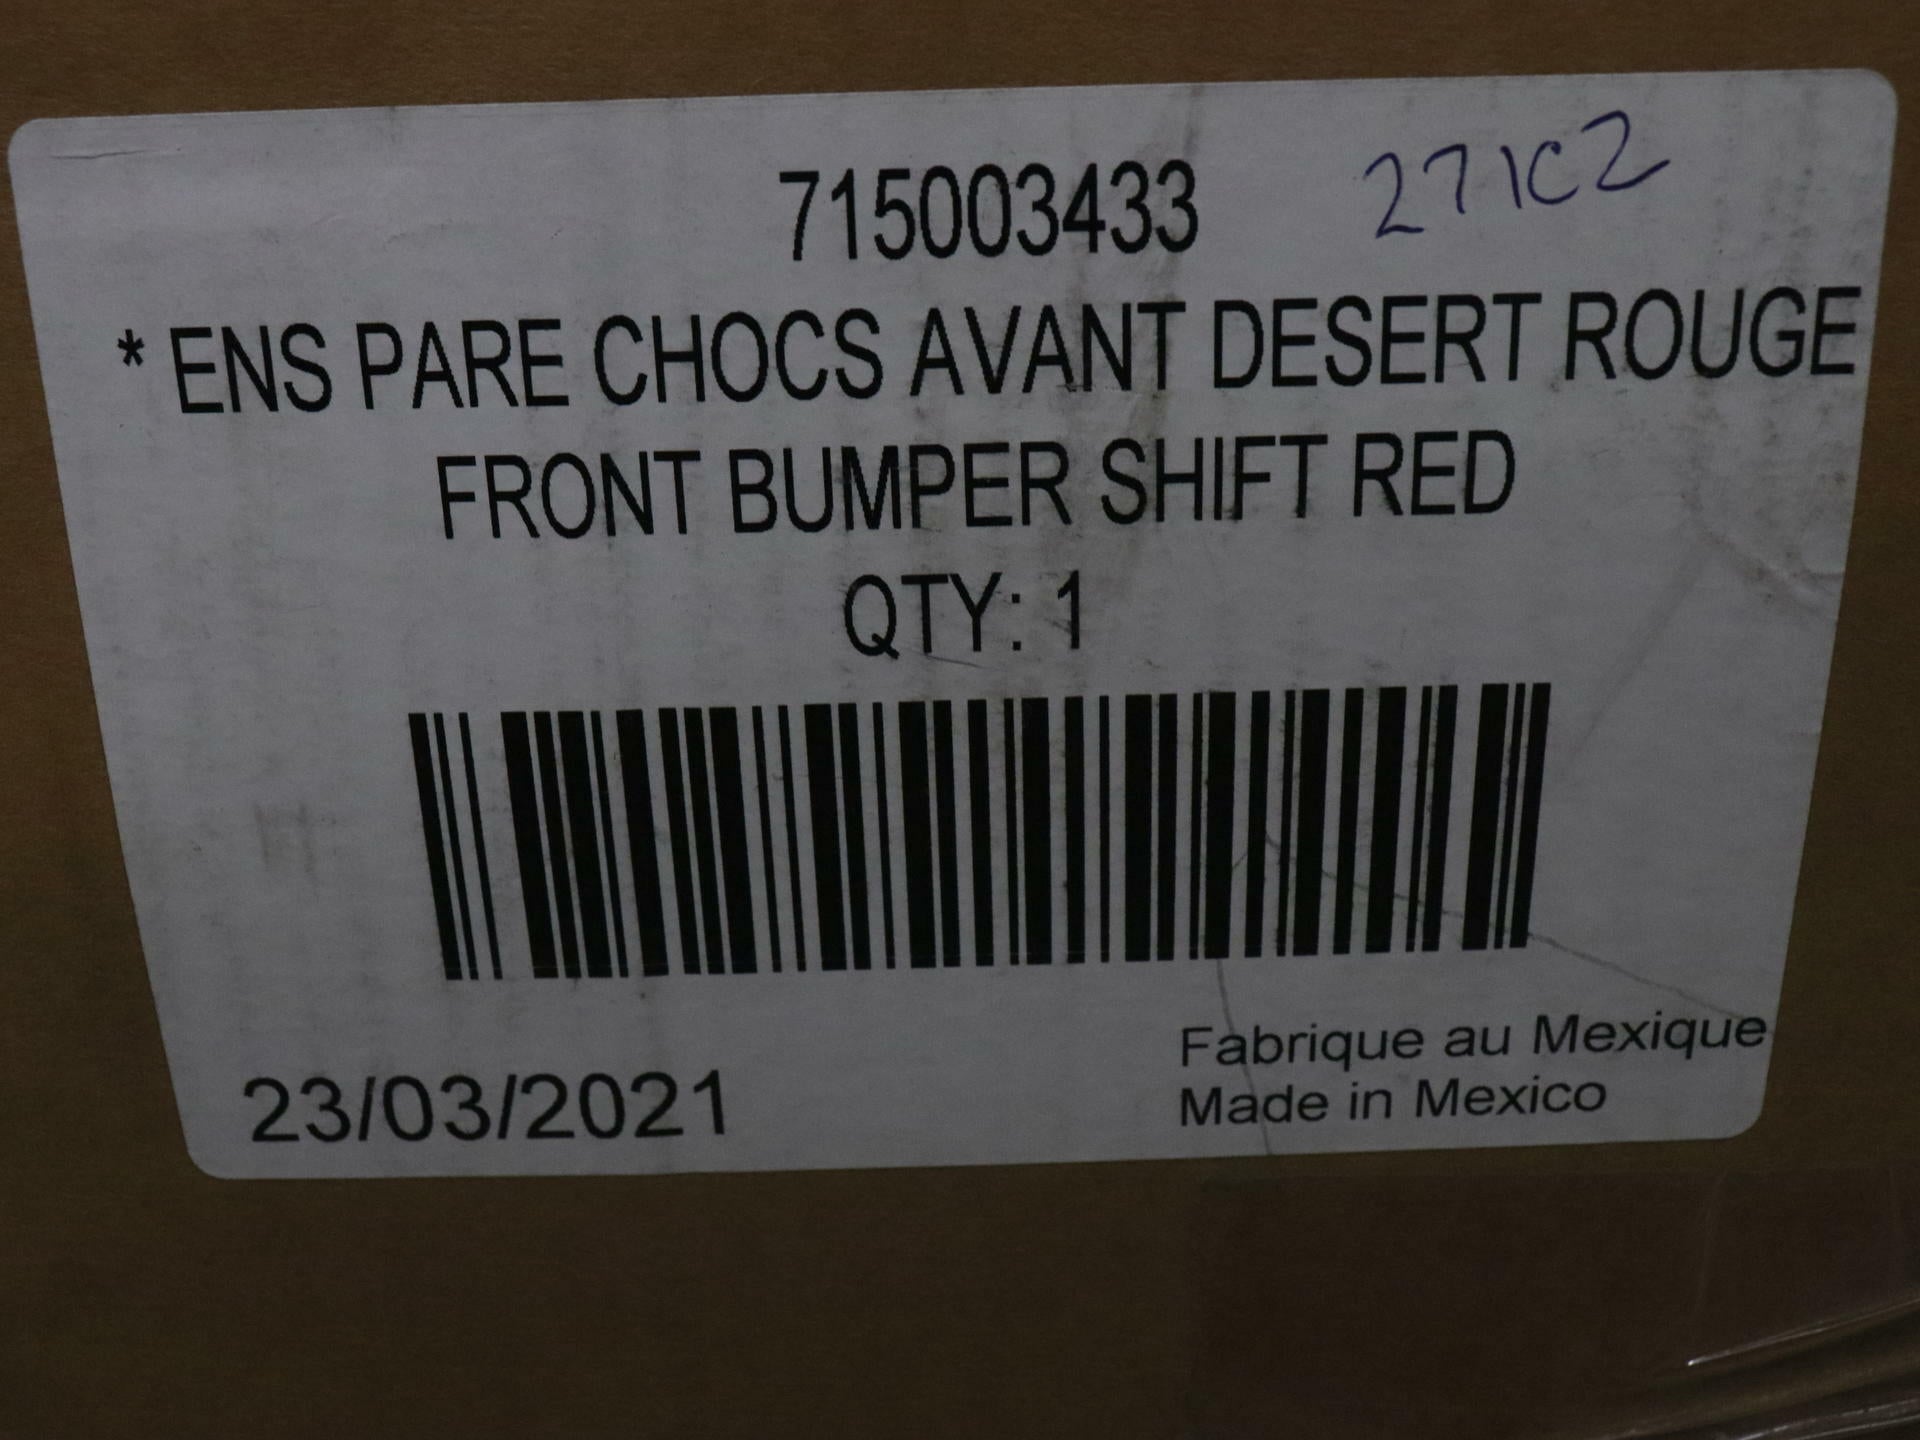 715003433 271C2
* ENS PARE CHOCS AVANT DESERT ROUGE
FRONT BUMPER SHIFT RED
QTY: 1
23/03/2021
Fabrique au Mexique
Made in Mexico